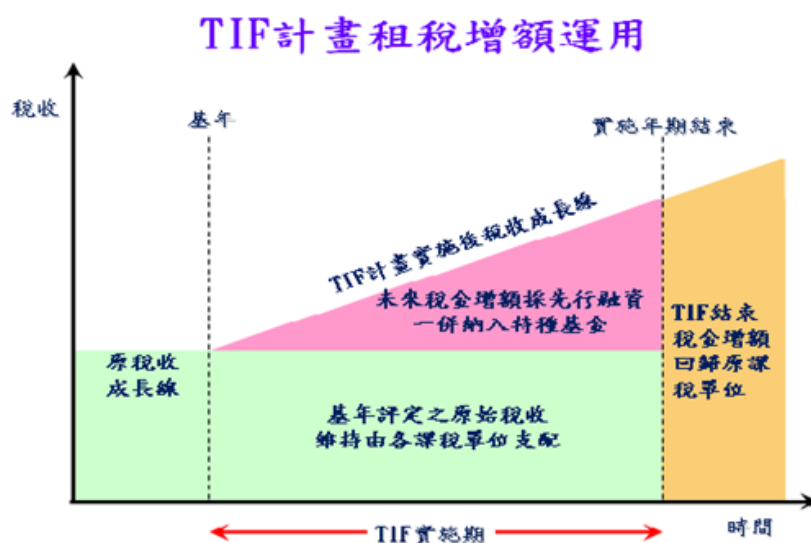 TIF計畫租稅增額運用
稅收
基年
實施年期結束
TIF計畫實施後稅收成長線
未來稅金增額採先行融資
一併納入特種基金
原稅收
成長線
基年評定之原始稅收
維持由各課稅單位支配
TIF結束
稅金增額
回歸原課
稅單位
TIF實施期
時間